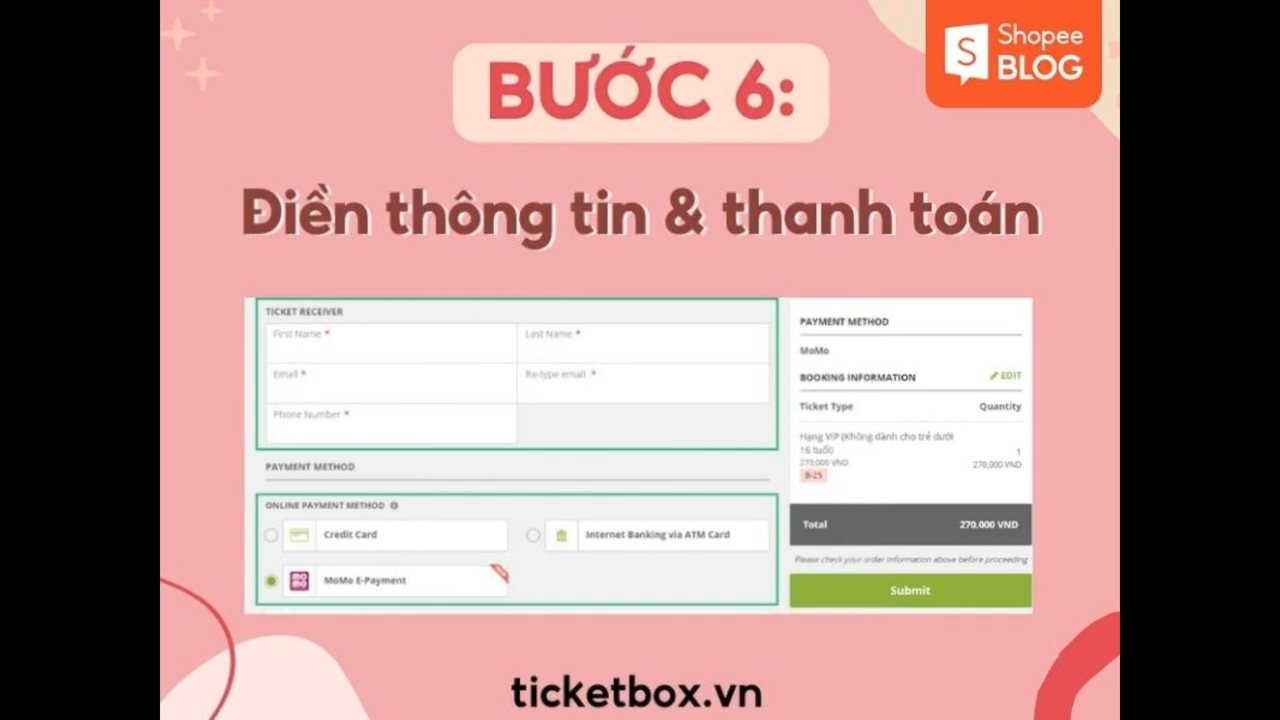 Shopee
BLOG
BƯỚC 6:
Điền thông tin & thanh toán
TICKET RECEIVER
First Name *
Last Name *
Email *
Re-type email *
Phone Number *
PAYMENT METHOD
ONLINE PAYMENT METHOD
Credit Card
Internet Banking via ATM Card
MoMo E-Payment
PAYMENT METHOD
MoMo
BOOKING INFORMATION
EDIT
Ticket Type
Quantity
Hạng VIP (Không dành cho trẻ dưới
16 tuổi)
1
270,000 VND
270,000 VND
B-25
Total
270,000 VND
Please check your order information above before proceeding
Submit
ticketbox.vn